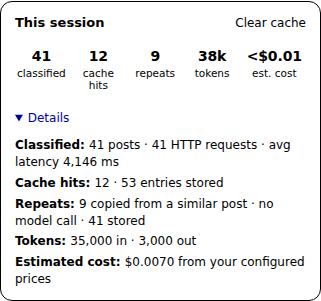 This session
Clear cache
41 12 9 38k <$0.01
classified cache hits repeats tokens est. cost
▼ Details
Classified: 41 posts · 41 HTTP requests · avg
latency 4,146 ms
Cache hits: 12 · 53 entries stored
Repeats: 9 copied from a similar post · no
model call · 41 stored
Tokens: 35,000 in · 3,000 out
Estimated cost: $0.0070 from your configured
prices